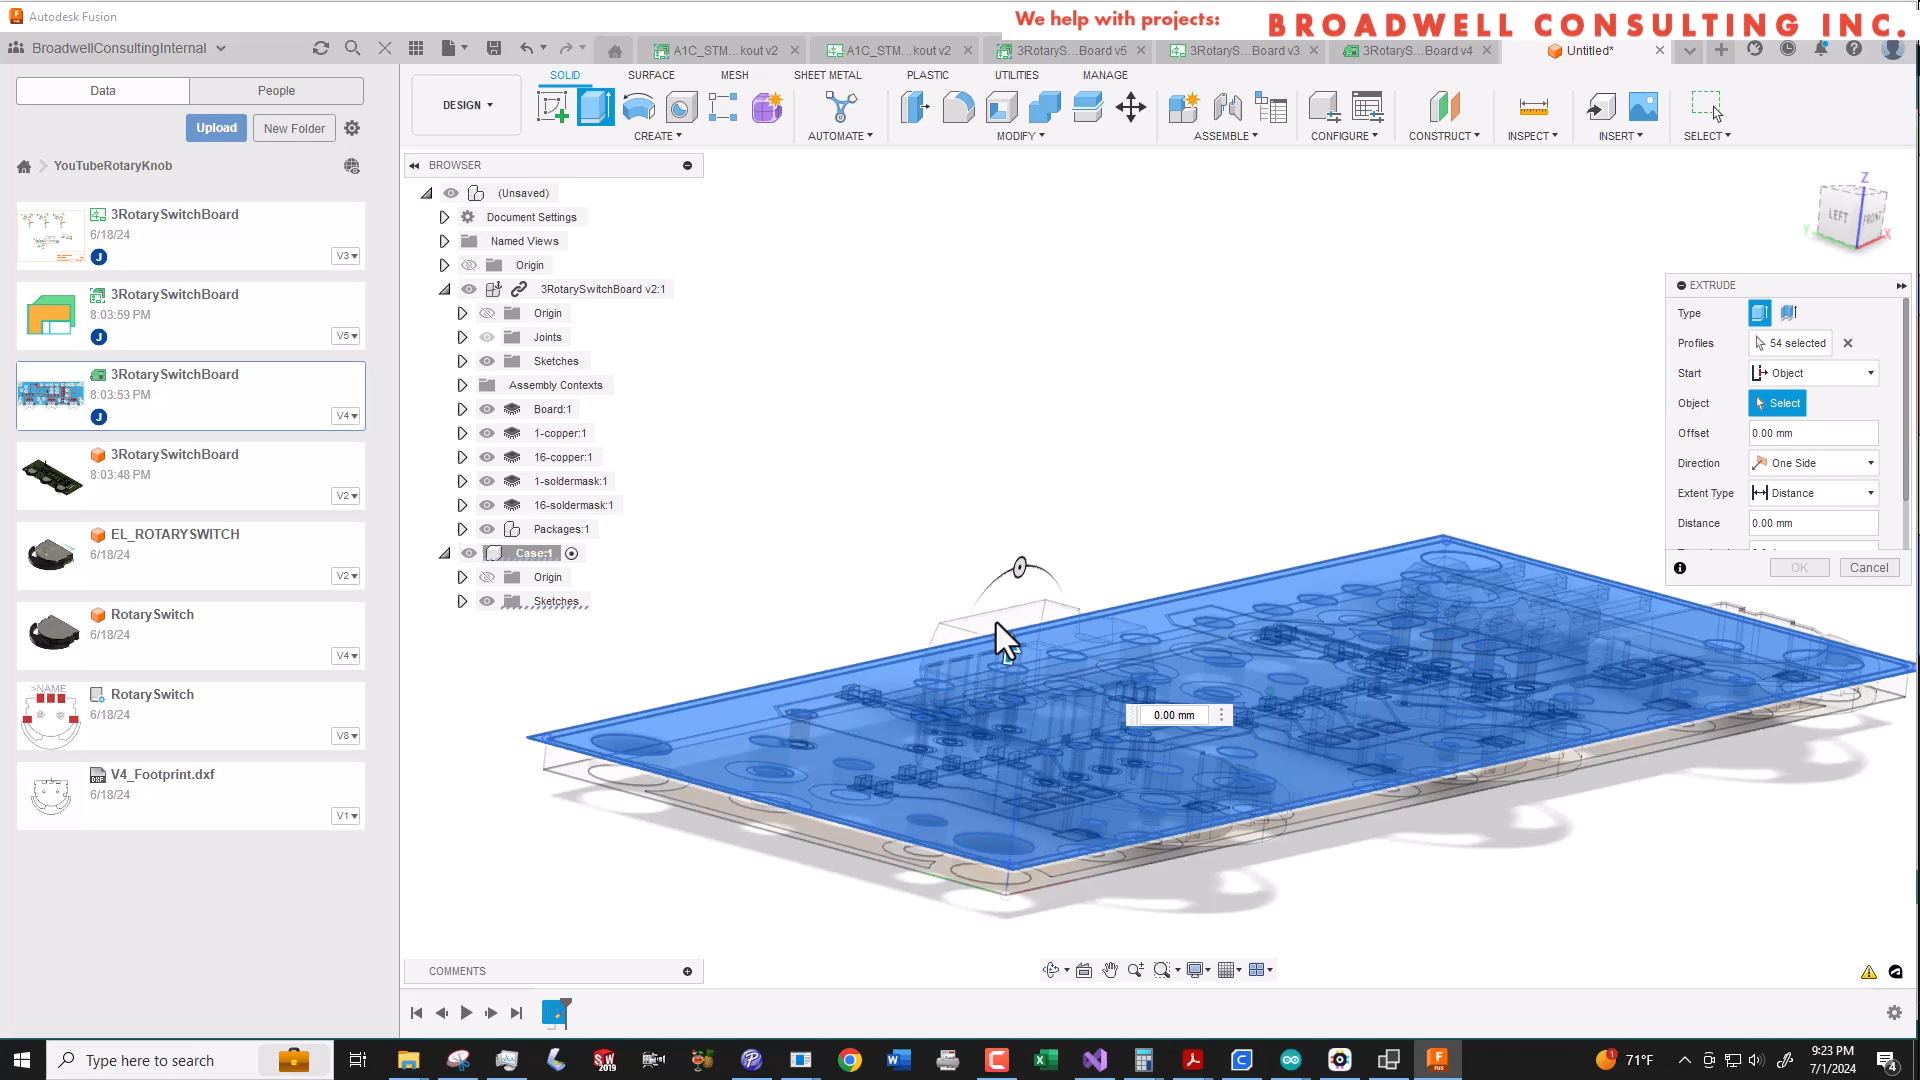 Autodesk Fusion
We help with projects:
BROADWELL CONSULTING INC.
BroadwellConsultingInternal
A1C_STM...kout v2
A1C_STM...kout v2
3RotaryS...Board v5
3RotaryS...Board v3
3RotaryS...Board v4
Untitled*
Data
People
Upload
New Folder
YouTubeRotaryKnob
3RotarySwitchBoard
6/18/24
J
V3
3RotarySwitchBoard
8:03:59 PM
J
V5
3RotarySwitchBoard
8:03:53 PM
J
V4
3RotarySwitchBoard
8:03:48 PM
V2
EL_ROTARYSWITCH
6/18/24
V2
RotarySwitch
6/18/24
V4
>NAME
RotarySwitch
6/18/24
V8
DXF
V4_Footprint.dxf
6/18/24
V1
SOLID
SURFACE
MESH
SHEET METAL
PLASTIC
UTILITIES
MANAGE
DESIGN
CREATE
AUTOMATE
MODIFY
ASSEMBLE
CONFIGURE
CONSTRUCT
INSPECT
INSERT
SELECT
BROWSER
(Unsaved)
Document Settings
Named Views
Origin
3RotarySwitchBoard v2:1
Origin
Joints
Sketches
Assembly Contexts
Board:1
1-copper:1
16-copper:1
1-soldermask:1
16-soldermask:1
Packages:1
Case:1
Origin
Sketches
Z
LEFT
FRONT
Y
X
EXTRUDE
Type
Profiles
54 selected
Start
Object
Object
Select
Offset
0.00 mm
Direction
One Side
Extent Type
Distance
Distance
0.00 mm
OK
Cancel
0.00 mm
COMMENTS
Type here to search
SW
2019
71°F
9:23 PM
7/1/2024
4